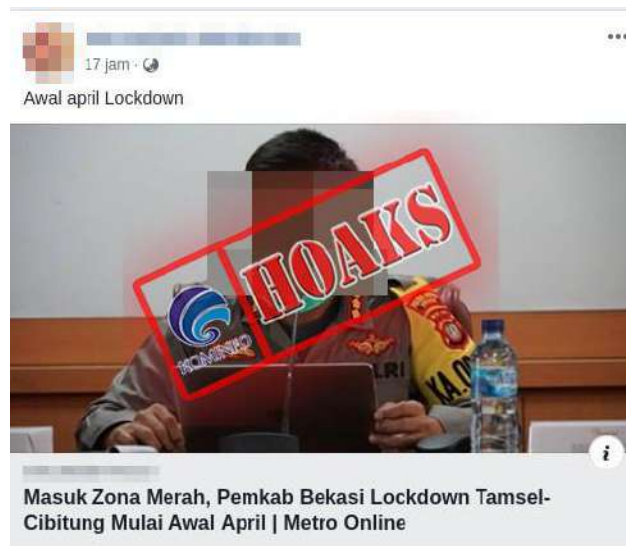 17 jam
Awal april Lockdown
HOAKS
KOMINFO
LRI
KA.O
Masuk Zona Merah, Pemkab Bekasi Lockdown Tamsel-
Cibitung Mulai Awal April | Metro Online